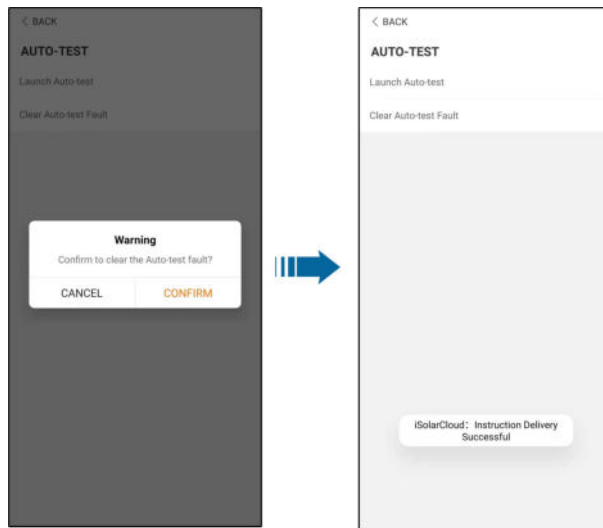 < BACK
AUTO-TEST
Launch Auto-test
Clear Auto-test Fault
Warning
Confirm to clear the Auto-test fault?
CANCEL
CONFIRM
< BACK
AUTO-TEST
Launch Auto-test
Clear Auto-test Fault
iSolarCloud：Instruction Delivery
Successful